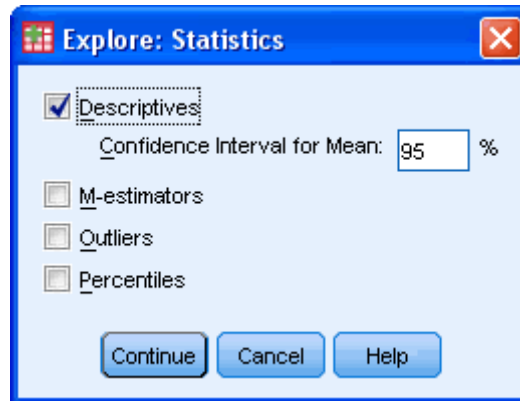 Explore: Statistics
Descriptives
Confidence Interval for Mean: 95 %
M-estimators
Outliers
Percentiles
Continue Cancel Help